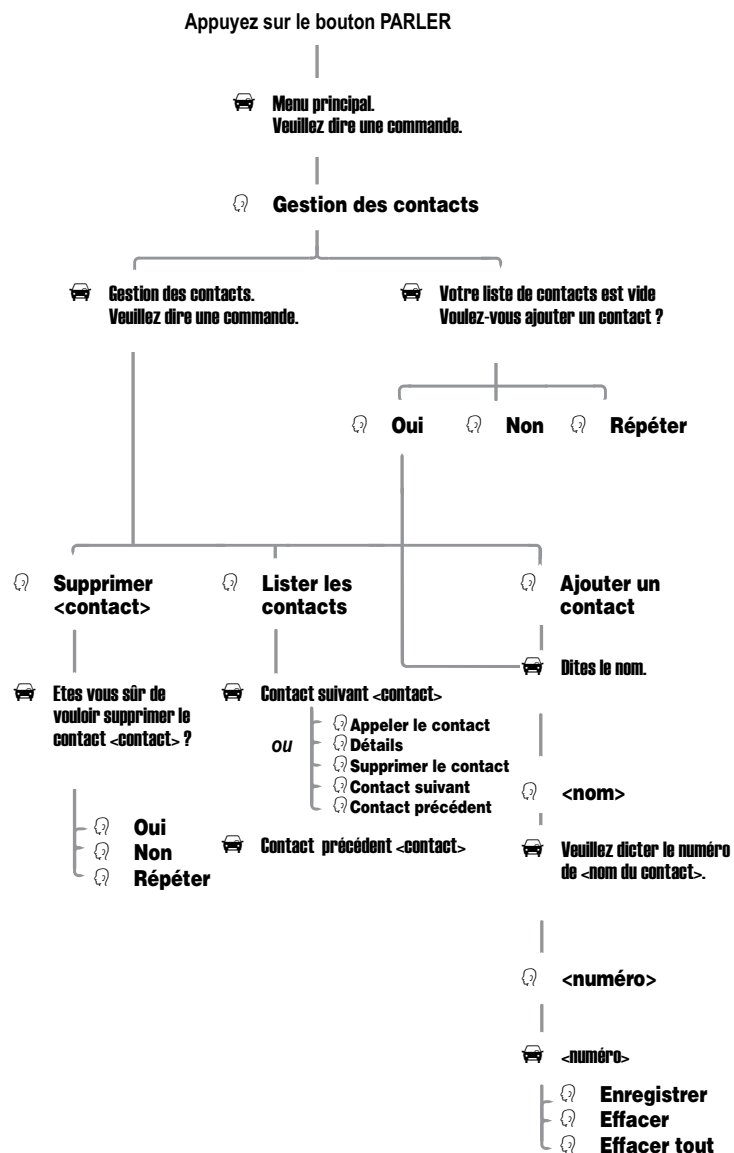 Appuyez sur le bouton PARLER
Menu principal.
Veuillez dire une commande.
Gestion des contacts
Gestion des contacts.
Veuillez dire une commande.
Votre liste de contacts est vide
Voulez-vous ajouter un contact ?
Oui
Non
Répéter
Supprimer
<contact>
Lister les
contacts
Ajouter un
contact
Dites le nom.
Etes vous sûr de
vouloir supprimer le
contact <contact> ?
Oui
Non
Répéter
Contact suivant <contact>
ou
Appeler le contact
Détails
Supprimer le contact
Contact suivant
Contact précédent
Contact précédent <contact>
<nom>
Veuillez dicter le numéro
de <nom du contact>.
<numéro>
<numéro>
Enregistrer
Effacer
Effacer tout